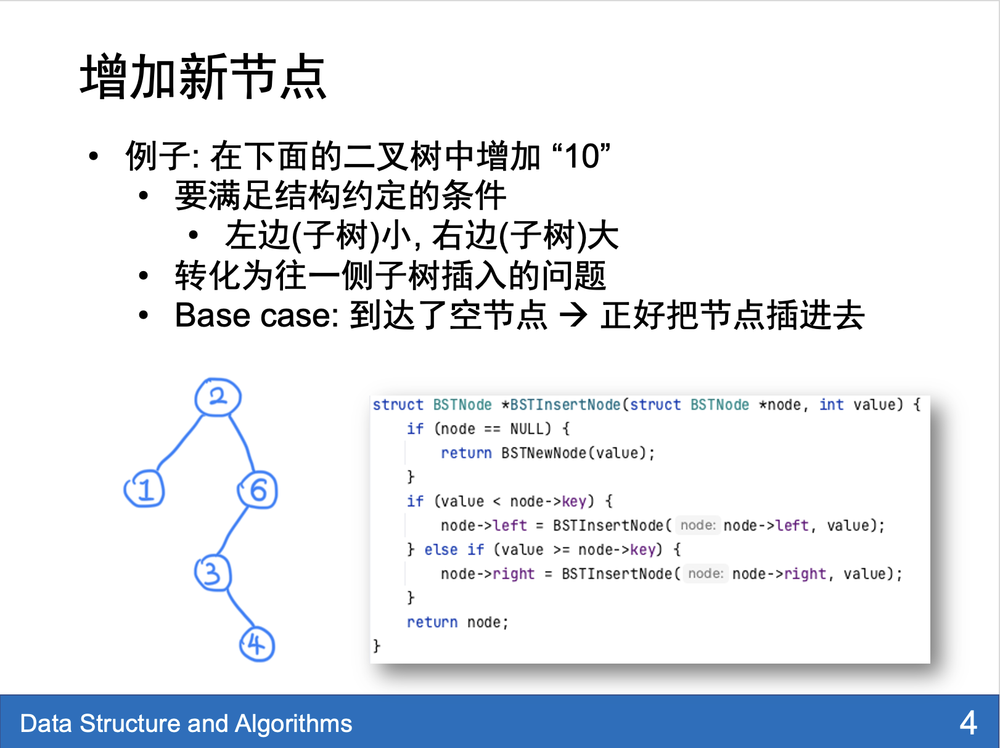 增加新节点
• 例子: 在下面的二叉树中增加 “10”
• 要满足结构约定的条件
• 左边(子树)小, 右边(子树)大
• 转化为往一侧子树插入的问题
• Base case: 到达了空节点 → 正好把节点插进去
2
1
6
3
4
struct BSTNode *BSTInsertNode(struct BSTNode *node, int value) {
    if (node == NULL) {
        return BSTNewNode(value);
    }
    if (value < node->key) {
        node->left = BSTInsertNode( node: node->left, value);
    } else if (value >= node->key) {
        node->right = BSTInsertNode( node: node->right, value);
    }
    return node;
}
Data Structure and Algorithms
4